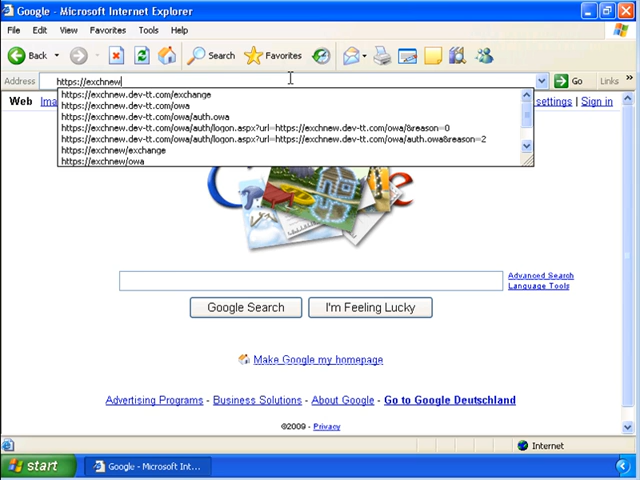 Google - Microsoft Internet Explorer
File Edit View Favorites Tools Help
Back Search Favorites
Address https://exchnew Go Links
https://exchnew.dev-tt.com/exchange
https://exchnew.dev-tt.com/owa
https://exchnew.dev-tt.com/owa/auth.owa
https://exchnew.dev-tt.com/owa/auth/logon.aspx?url=https://exchnew.dev-tt.com/owa/&reason=0
https://exchnew.dev-tt.com/owa/auth/logon.aspx?url=https://exchnew.dev-tt.com/owa/auth.owa&reason=2
https://exchnew/exchange
https://exchnew/owa
Web settings | Sign in
Advanced Search
Language Tools
Google Search I'm Feeling Lucky
Make Google my homepage
Advertising Programs - Business Solutions - About Google - Go to Google Deutschland
©2009 - Privacy
Internet
start Google - Microsoft Int...